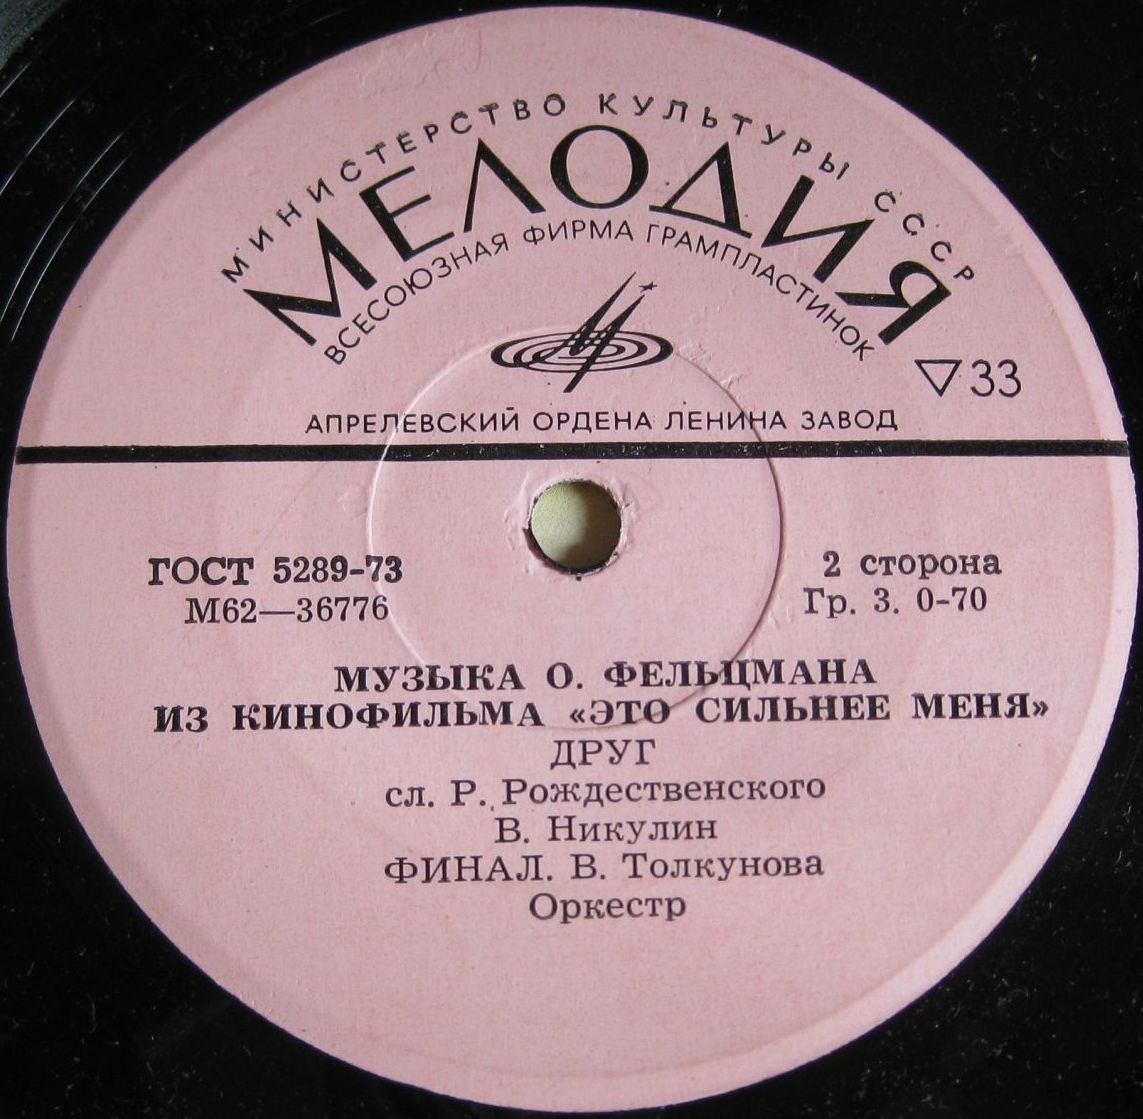 МИНИСТЕРСТВО КУЛЬТУРЫ СССР
МЕЛОДИЯ
ВСЕСОЮЗНАЯ ФИРМА ГРАМПЛАСТИНОК
▽33
АПРЕЛЕВСКИЙ ОРДЕНА ЛЕНИНА ЗАВОД
ГОСТ 5289-73
М62—36776
2 сторона
Гр. 3. 0-70
МУЗЫКА О. ФЕЛЬЦМАНА
ИЗ КИНОФИЛЬМА «ЭТО СИЛЬНЕЕ МЕНЯ»
ДРУГ
сл. Р. Рождественского
В. Никулин
ФИНАЛ. В. Толкунова
Оркестр